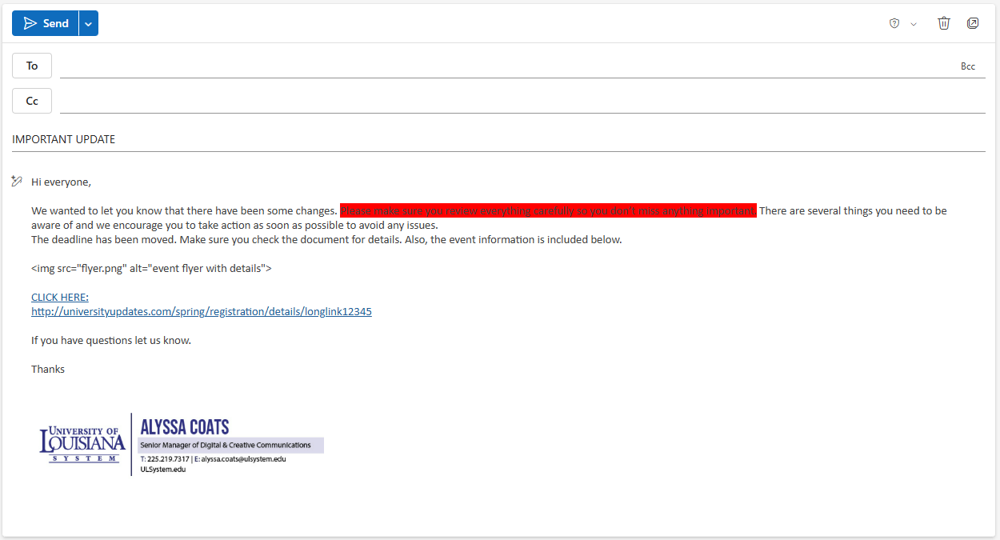 Send
To
Bcc
Cc
IMPORTANT UPDATE
Hi everyone,
We wanted to let you know that there have been some changes. Please make sure you review everything carefully so you don't miss anything important. There are several things you need to be
aware of and we encourage you to take action as soon as possible to avoid any issues.
The deadline has been moved. Make sure you check the document for details. Also, the event information is included below.
<img src="flyer.png" alt="event flyer with details">
CLICK HERE:
http://universityupdates.com/spring/registration/details/longlink12345
If you have questions let us know.
Thanks
UNIVERSITY OF
LOUISIANA
SYSTEM
ALYSSA COATS
Senior Manager of Digital & Creative Communications
T: 225.219.7317 | E: alyssa.coats@ulsystem.edu
ULSystem.edu